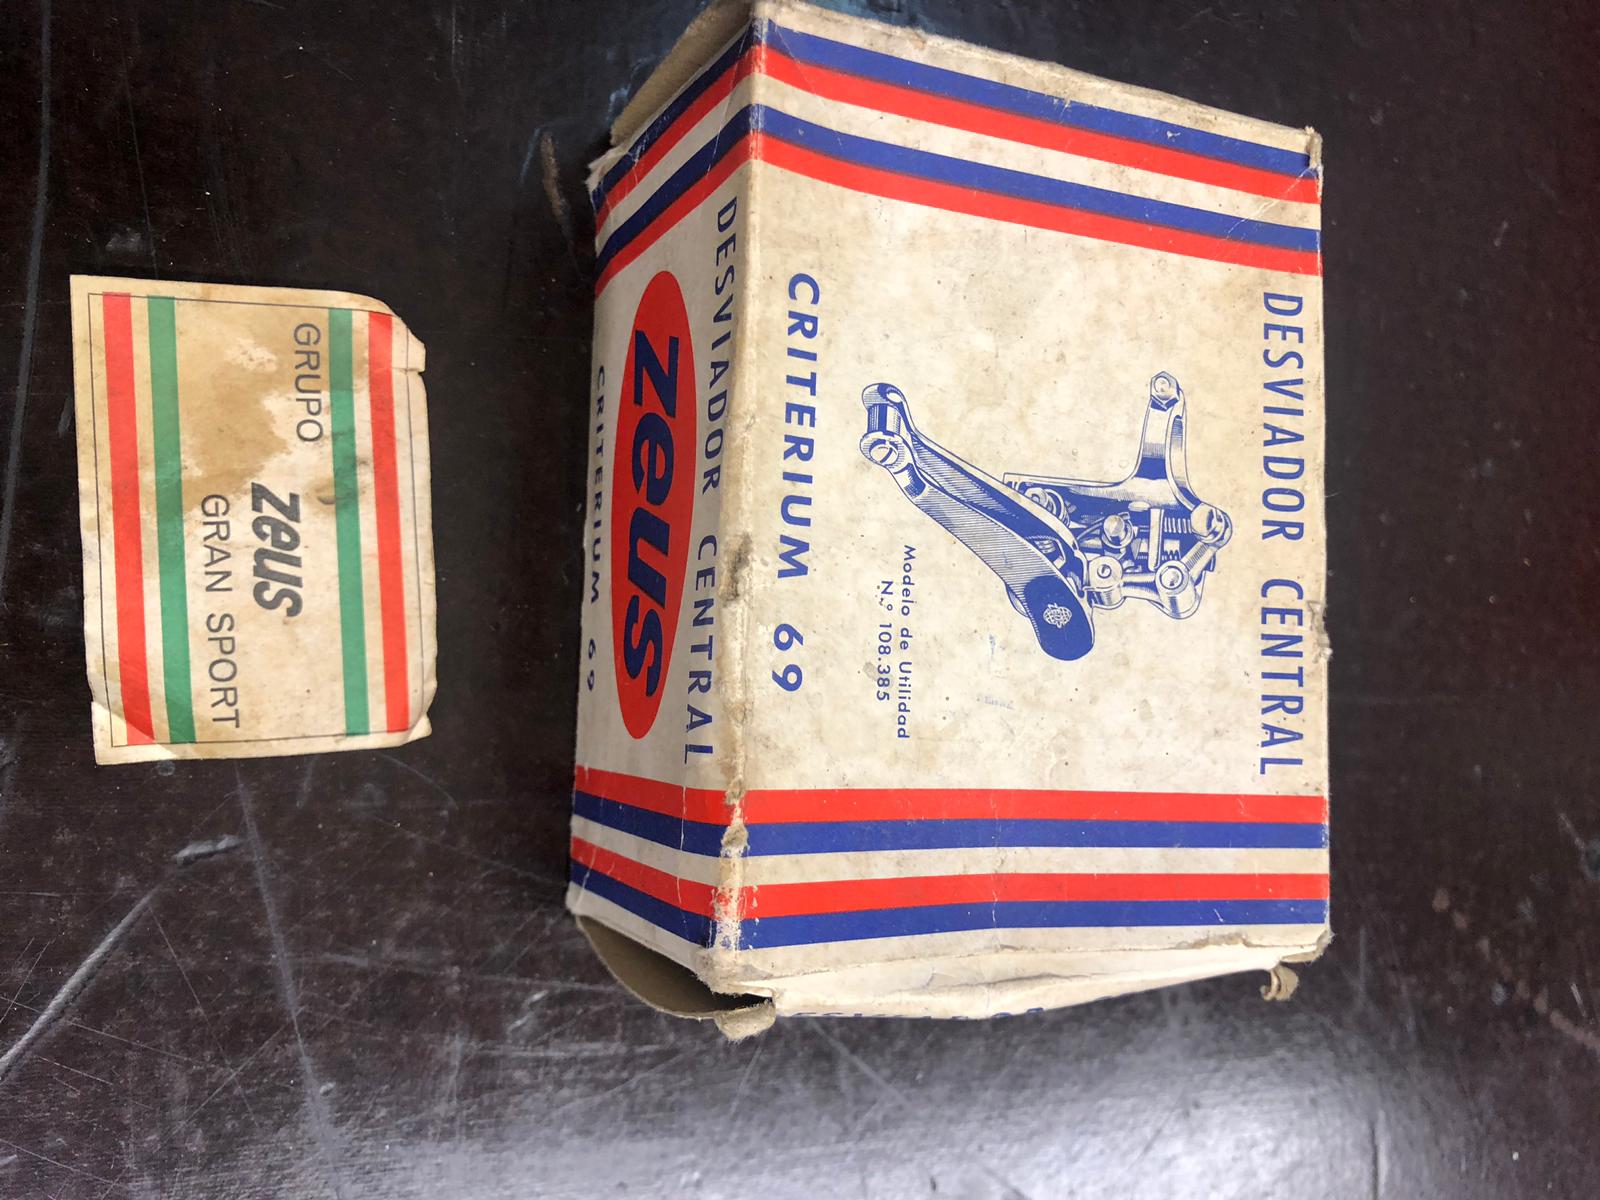 GRUPO
zeus
GRAN SPORT
DESVIADOR CENTRAL
zeus
CRITERIUM 69
DESVIADOR CENTRAL
Modelo de Utilidad
N.º 108.385
CRITERIUM 69